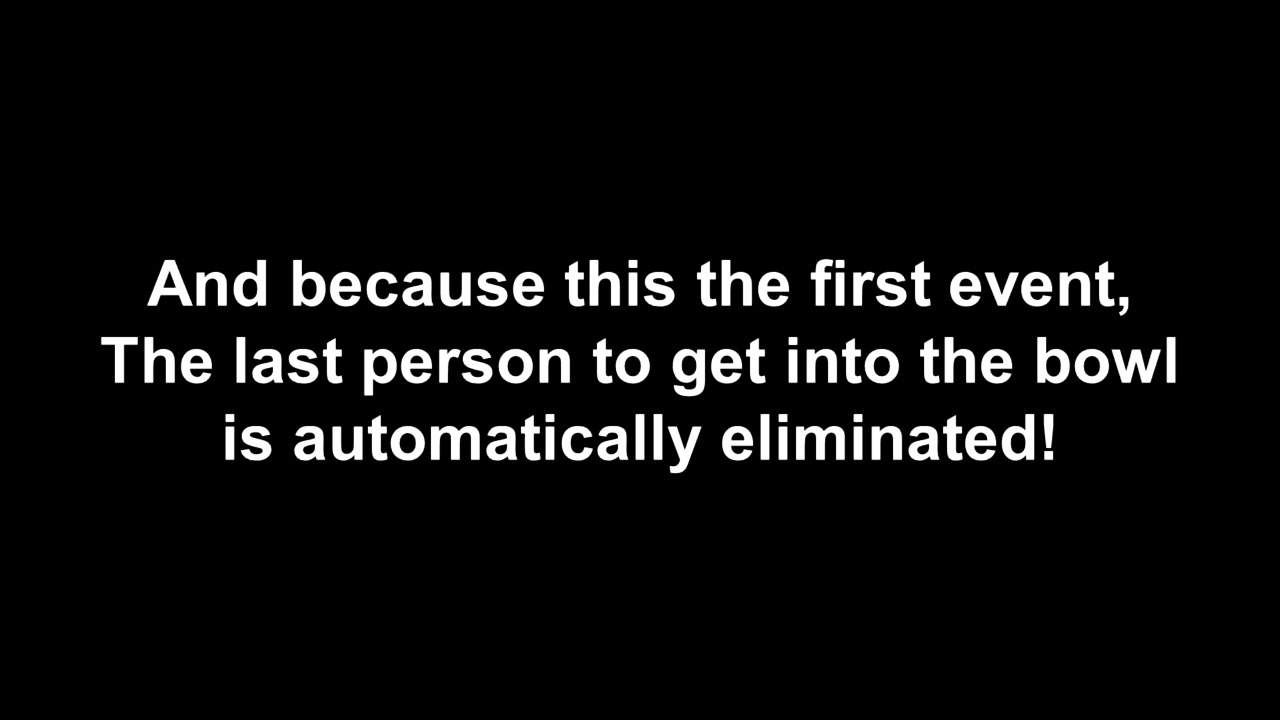 And because this the first event,
The last person to get into the bowl
is automatically eliminated!